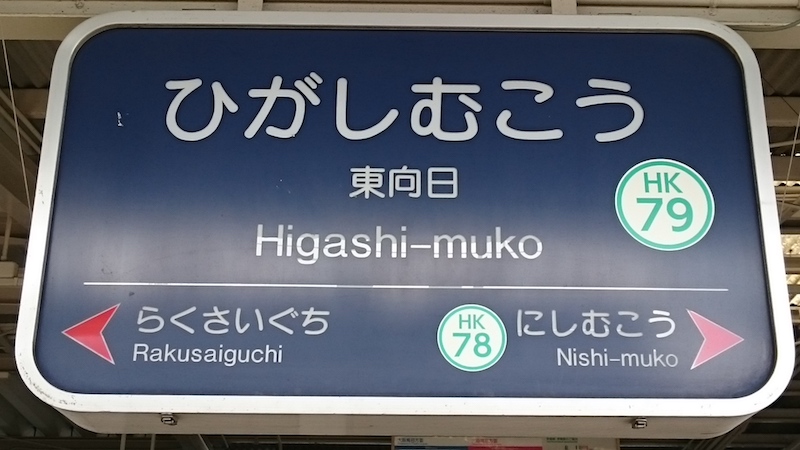 ひがしむこう
東向日
HK
79
Higashi-muko
らくさいぐち
Rakusaiguchi
HK
78
にしむこう
Nishi-muko